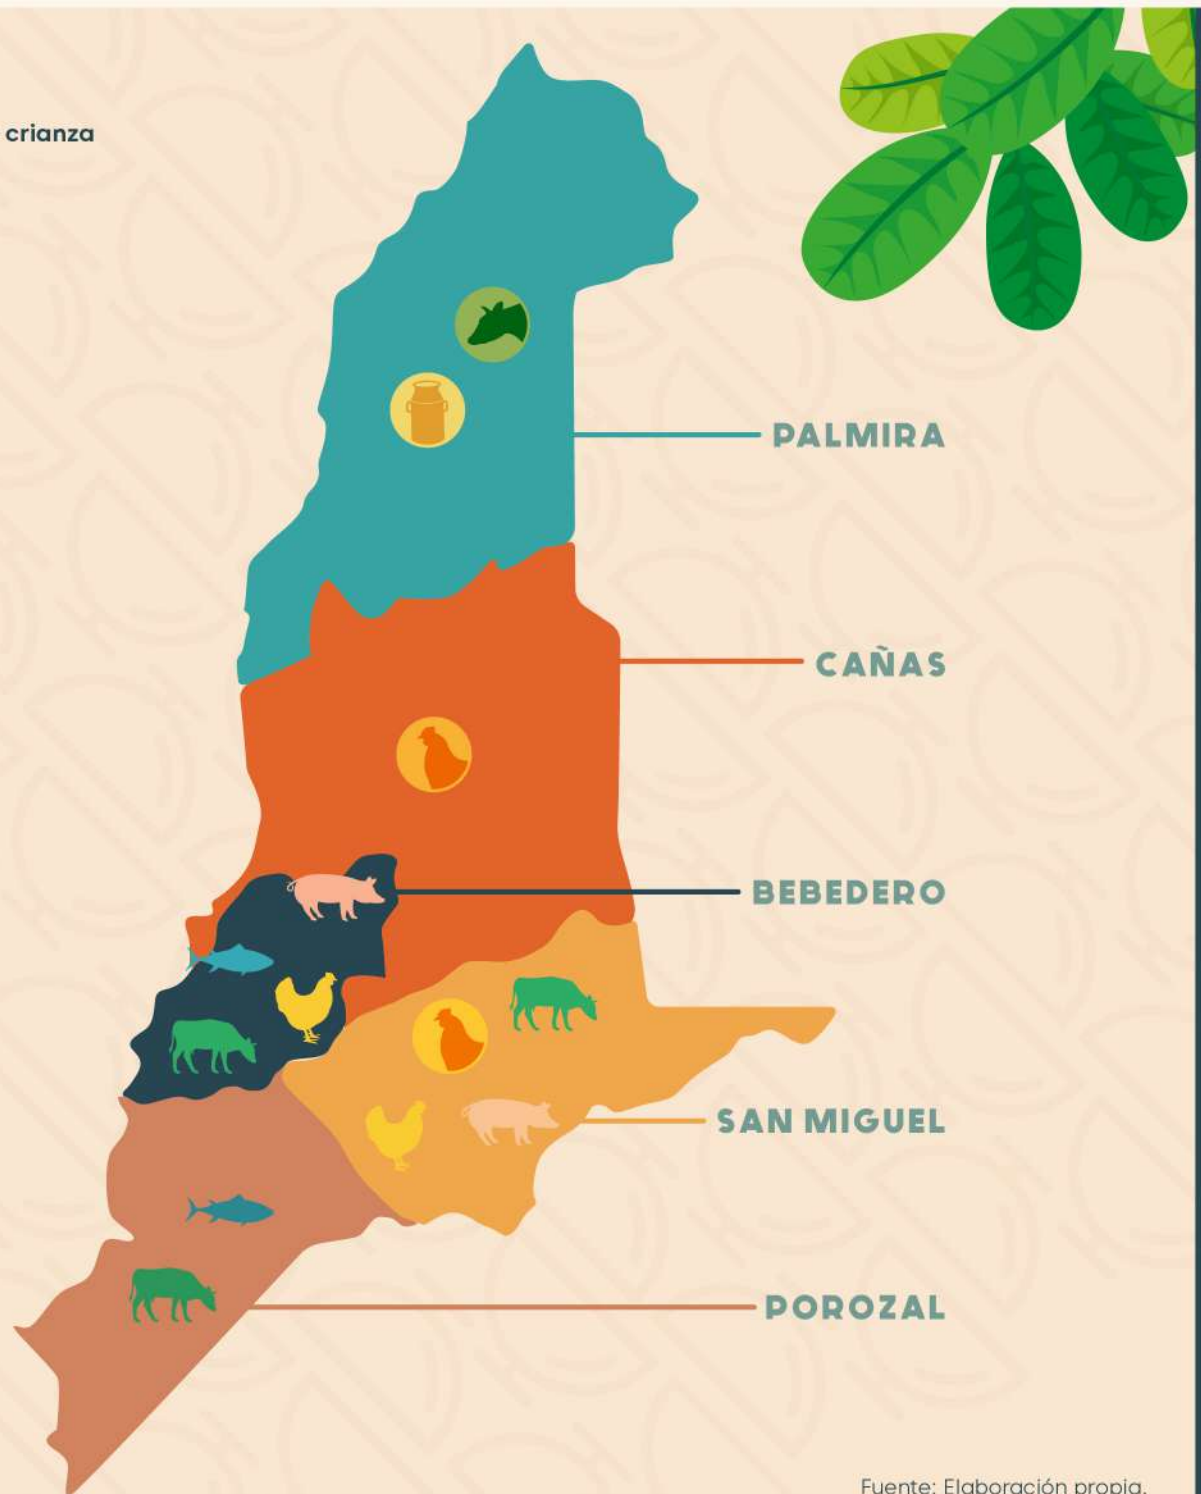 crianza
PALMIRA
CAÑAS
BEBEDERO
SAN MIGUEL
POROZAL
Fuente: Elaboración propia.